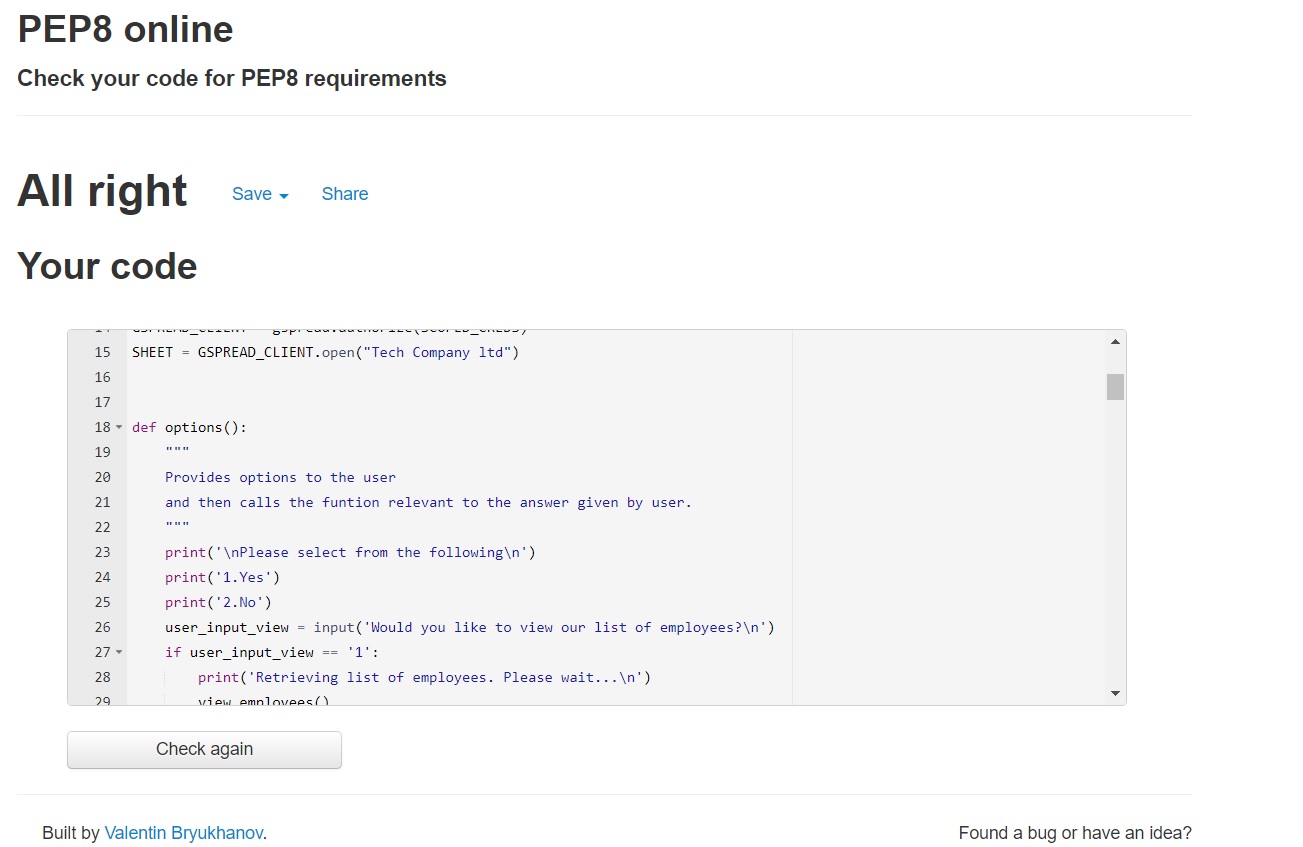 PEP8 online
Check your code for PEP8 requirements
All right Save Share
Your code
15 SHEET = GSPREAD_CLIENT.open("Tech Company ltd")
16
17
18 def options():
19 """
20 Provides options to the user
21 and then calls the funtion relevant to the answer given by user.
22 """
23 print('\nPlease select from the following\n')
24 print('1.Yes')
25 print('2.No')
26 user_input_view = input('Would you like to view our list of employees?\n')
27 if user_input_view == '1':
28 print('Retrieving list of employees. Please wait...\n')
29 view_employees()
Check again
Built by Valentin Bryukhanov.
Found a bug or have an idea?